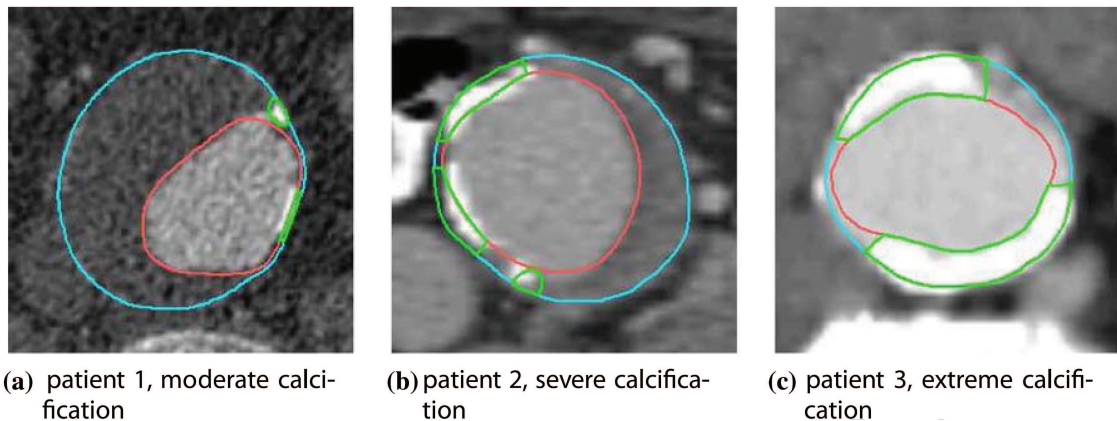 (a) patient 1, moderate calci-
fication
(b) patient 2, severe calcifica-
tion
(c) patient 3, extreme calcifi-
cation